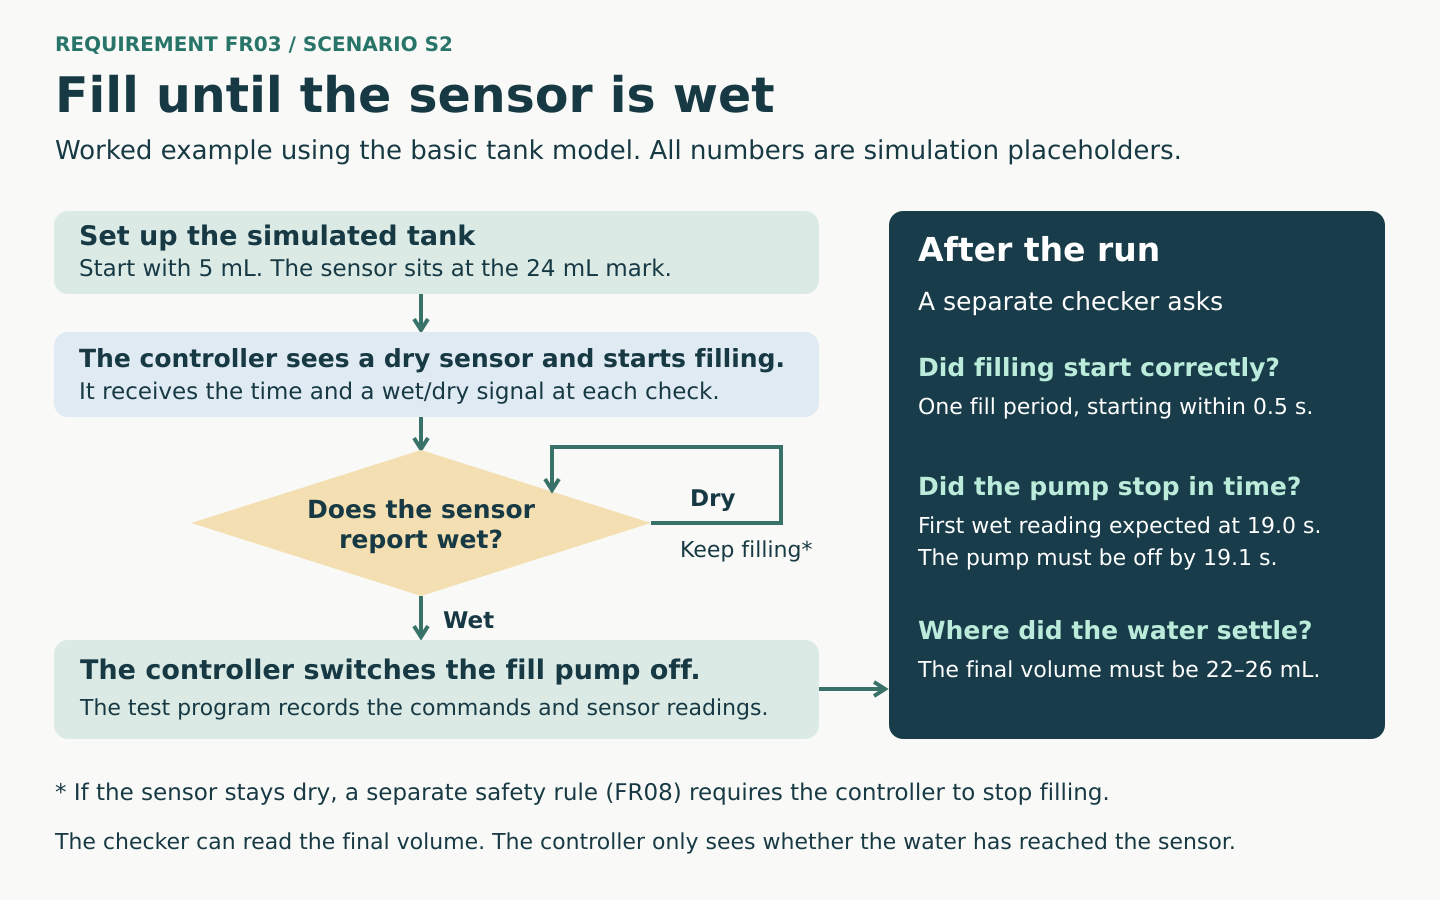 REQUIREMENT FR03 / SCENARIO S2
Fill until the sensor is wet
Worked example using the basic tank model. All numbers are simulation placeholders.
Set up the simulated tank
Start with 5 mL. The sensor sits at the 24 mL mark.
The controller sees a dry sensor and starts filling.
It receives the time and a wet/dry signal at each check.
Does the sensor
report wet?
Dry
Keep filling*
Wet
The controller switches the fill pump off.
The test program records the commands and sensor readings.
After the run
A separate checker asks
Did filling start correctly?
One fill period, starting within 0.5 s.
Did the pump stop in time?
First wet reading expected at 19.0 s.
The pump must be off by 19.1 s.
Where did the water settle?
The final volume must be 22–26 mL.
* If the sensor stays dry, a separate safety rule (FR08) requires the controller to stop filling.
The checker can read the final volume. The controller only sees whether the water has reached the sensor.